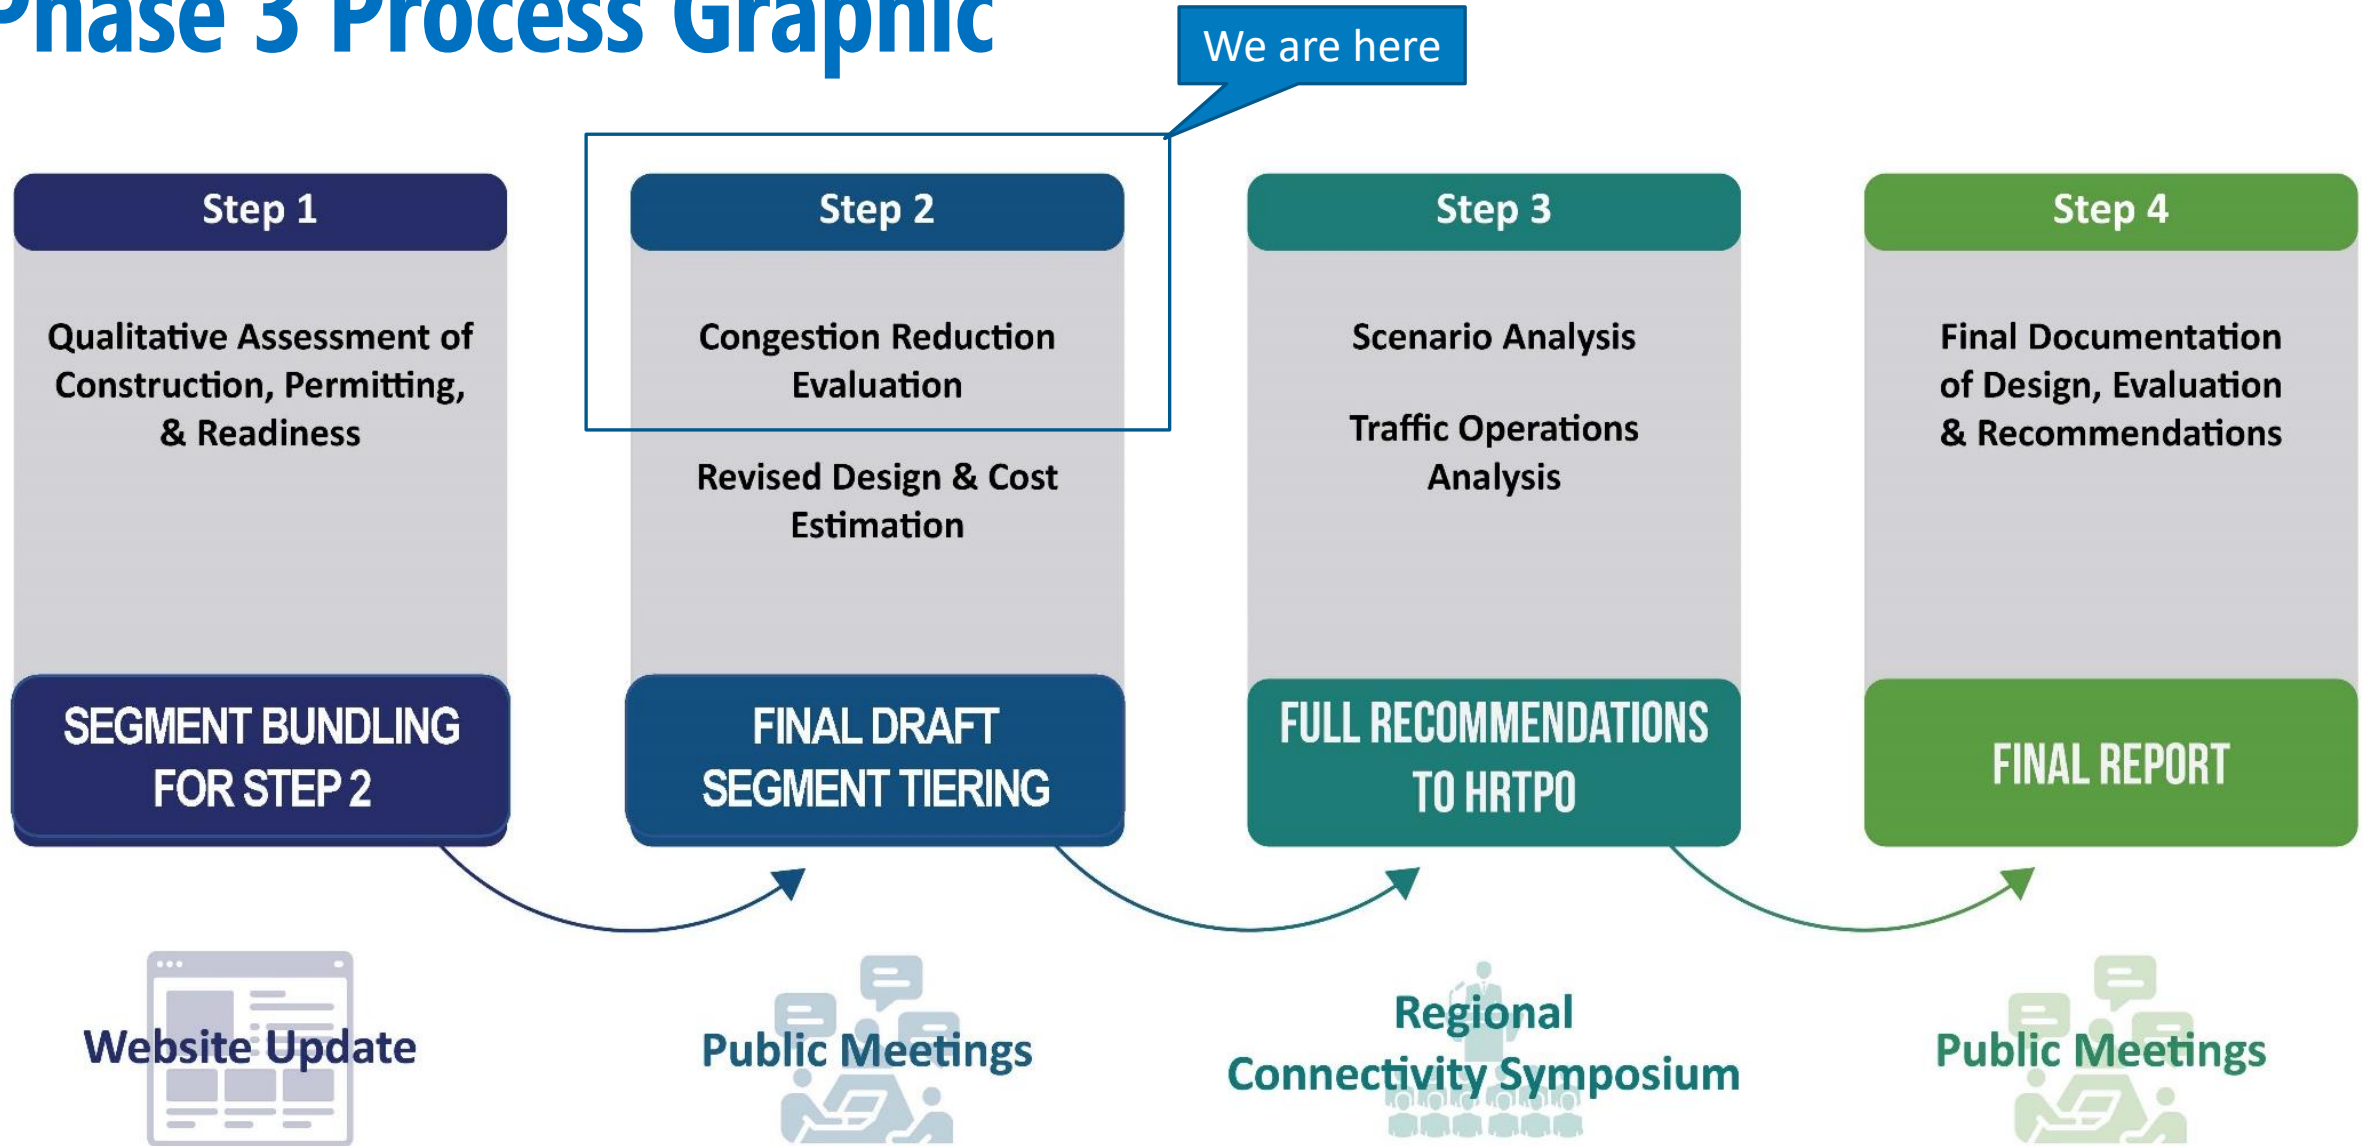 Phase 3 Process Graphic
We are here
Step 1
Qualitative Assessment of
Construction, Permitting,
& Readiness
SEGMENT BUNDLING
FOR STEP 2
Website Update
Step 2
Congestion Reduction
Evaluation
Revised Design & Cost
Estimation
FINAL DRAFT
SEGMENT TIERING
Public Meetings
Step 3
Scenario Analysis
Traffic Operations
Analysis
FULL RECOMMENDATIONS
TO HRTPO
Regional
Connectivity Symposium
Step 4
Final Documentation
of Design, Evaluation
& Recommendations
FINAL REPORT
Public Meetings